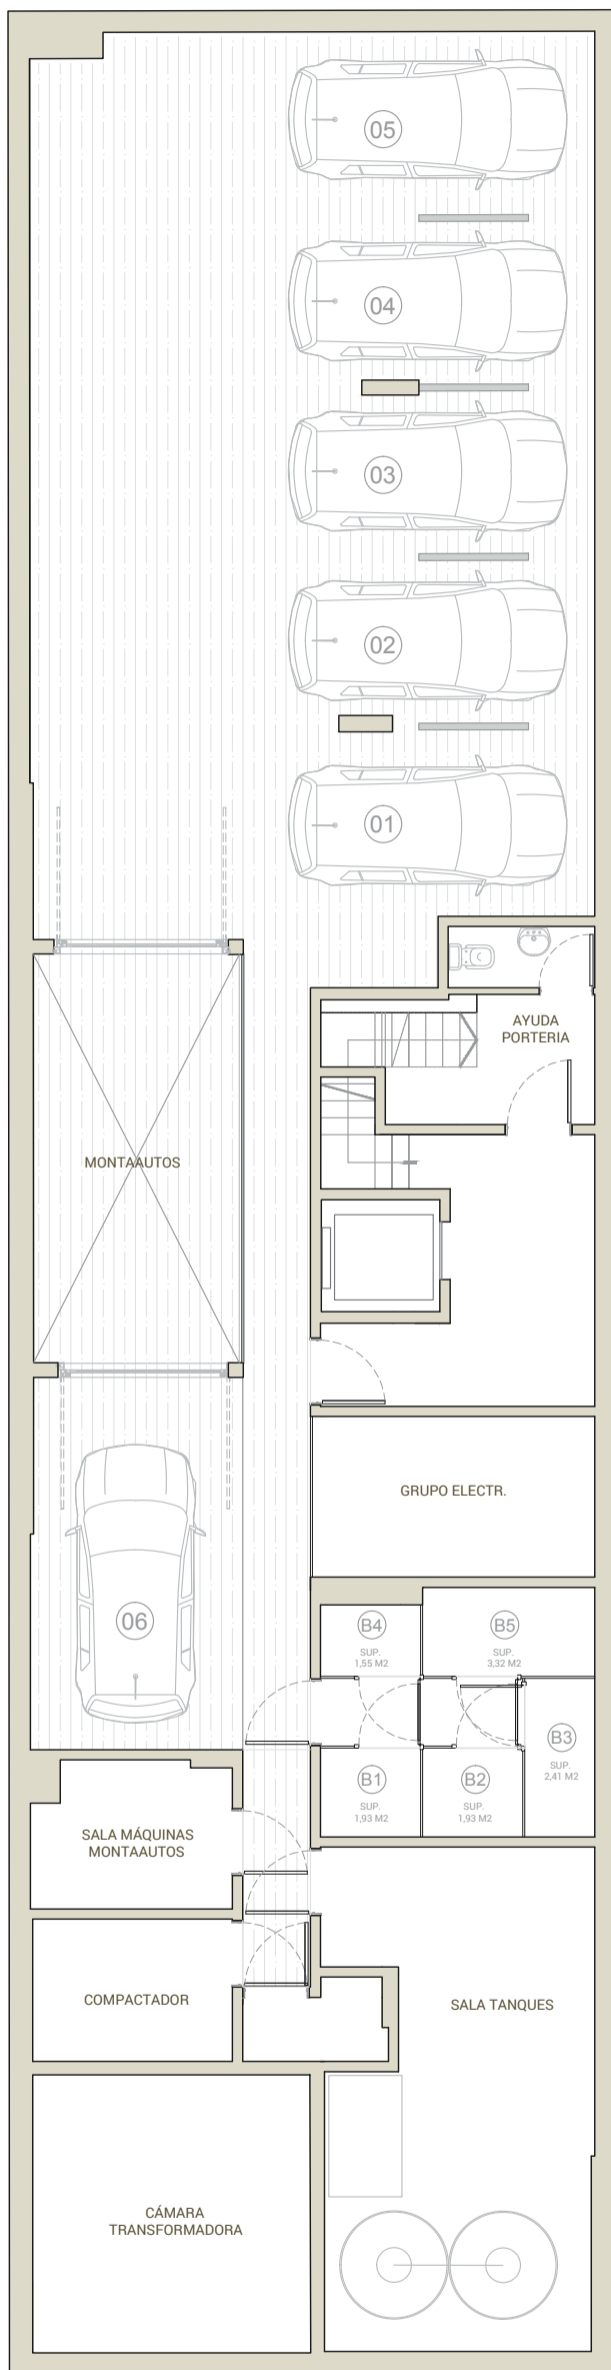 05
04
03
02
01
AYUDA
PORTERIA
MONTAAUTOS
GRUPO ELECTR.
06
B4
SUP.
1,55 M2
B5
SUP.
3,32 M2
B3
SUP.
2,41 M2
B1
SUP.
1,93 M2
B2
SUP.
1,93 M2
SALA MÁQUINAS
MONTAAUTOS
COMPACTADOR
SALA TANQUES
CÁMARA
TRANSFORMADORA